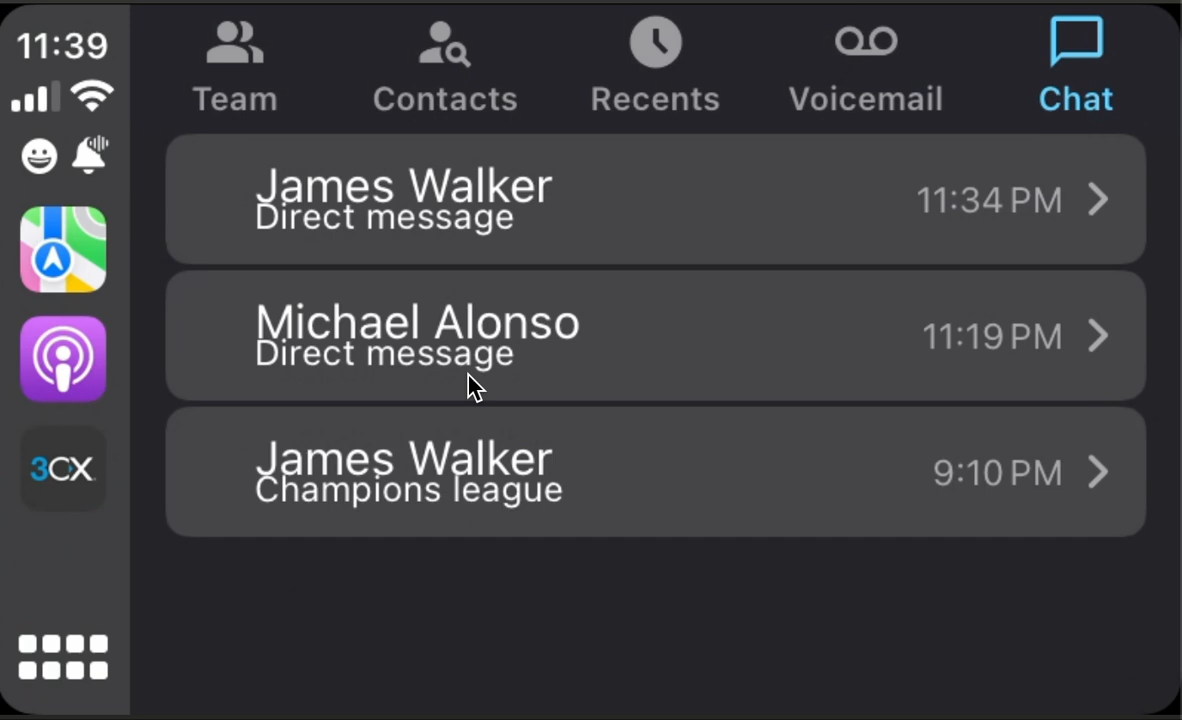 11:39
Team
Contacts
Recents
Voicemail
Chat
James Walker
Direct message
11:34 PM
Michael Alonso
Direct message
11:19 PM
James Walker
Champions league
9:10 PM
3CX